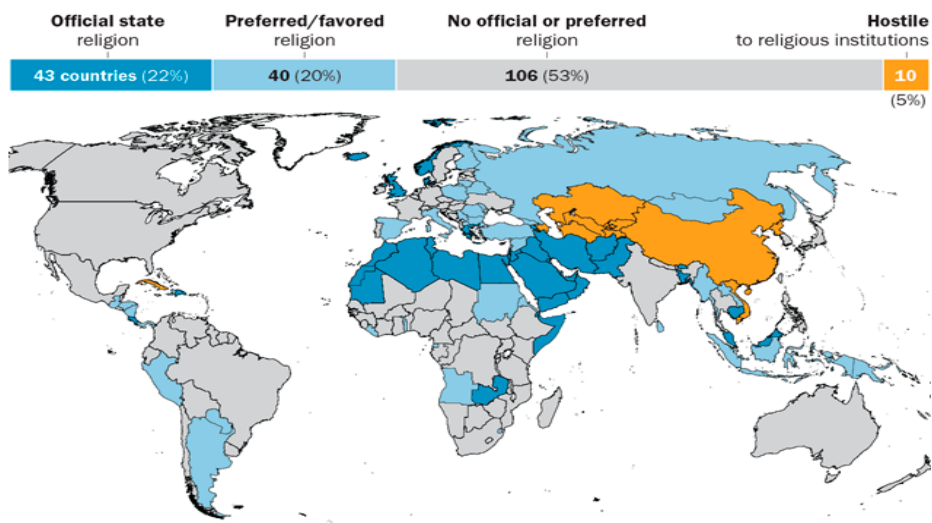 Official state
religion
Preferred/favored
religion
No official or preferred
religion
Hostile
to religious institutions
43 countries (22%)
40 (20%)
106 (53%)
10
(5%)